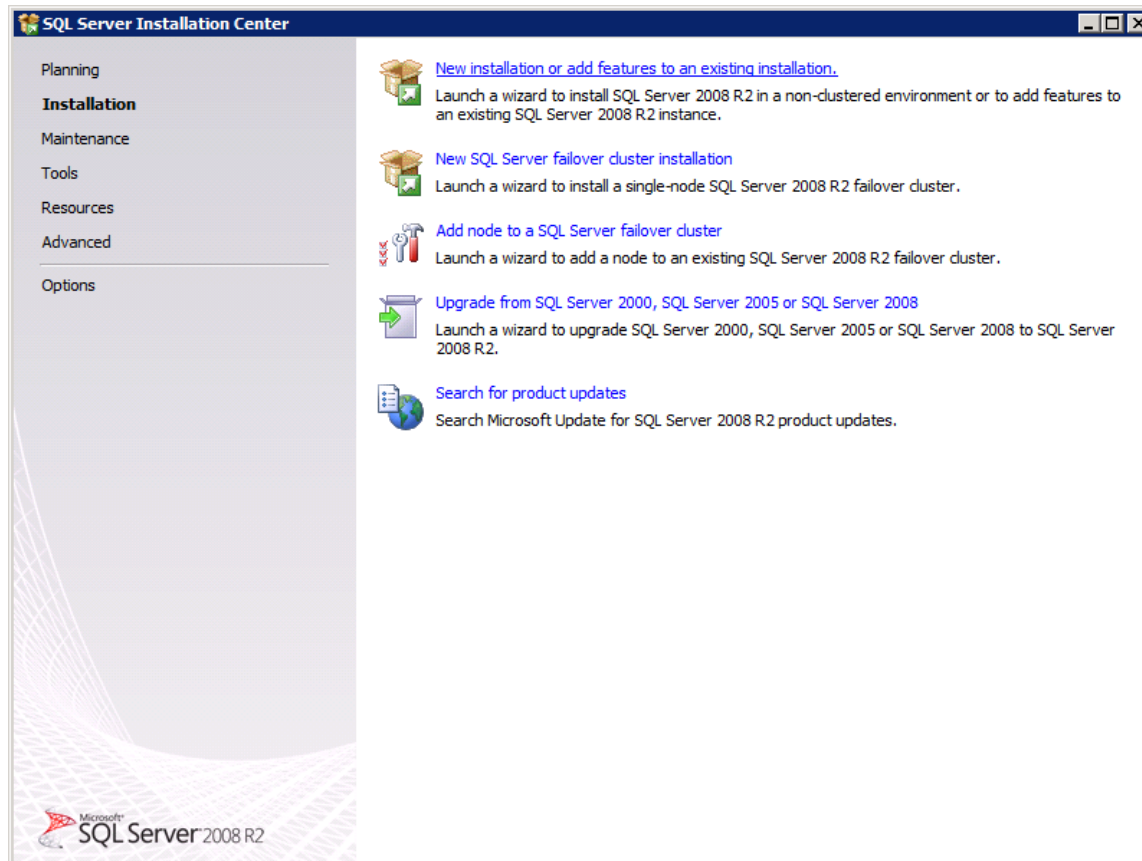 SQL Server Installation Center
Planning
Installation
Maintenance
Tools
Resources
Advanced
Options
New installation or add features to an existing installation.
Launch a wizard to install SQL Server 2008 R2 in a non-clustered environment or to add features to
an existing SQL Server 2008 R2 instance.
New SQL Server failover cluster installation
Launch a wizard to install a single-node SQL Server 2008 R2 failover cluster.
Add node to a SQL Server failover cluster
Launch a wizard to add a node to an existing SQL Server 2008 R2 failover cluster.
Upgrade from SQL Server 2000, SQL Server 2005 or SQL Server 2008
Launch a wizard to upgrade SQL Server 2000, SQL Server 2005 or SQL Server 2008 to SQL Server
2008 R2.
Search for product updates
Search Microsoft Update for SQL Server 2008 R2 product updates.
Microsoft
SQL Server 2008 R2